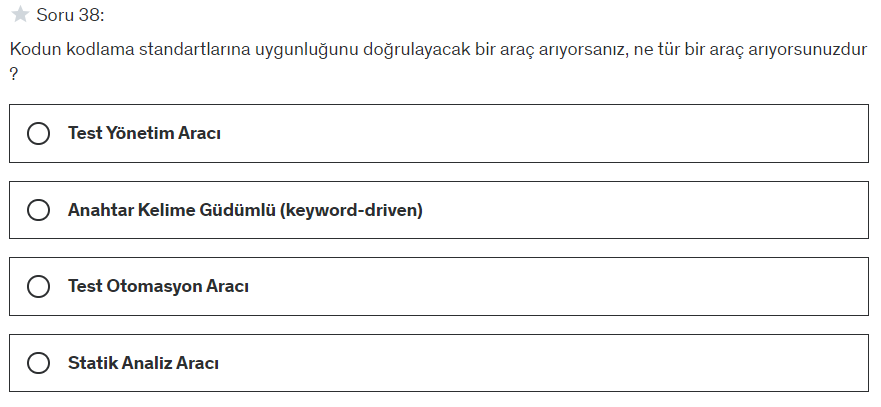 Soru 38:
Kodun kodlama standartlarına uygunluğunu doğrulayacak bir araç arıyorsanız, ne tür bir araç arıyorsunuzdur
?
Test Yönetim Aracı
Anahtar Kelime Güdümlü (keyword-driven)
Test Otomasyon Aracı
Statik Analiz Aracı